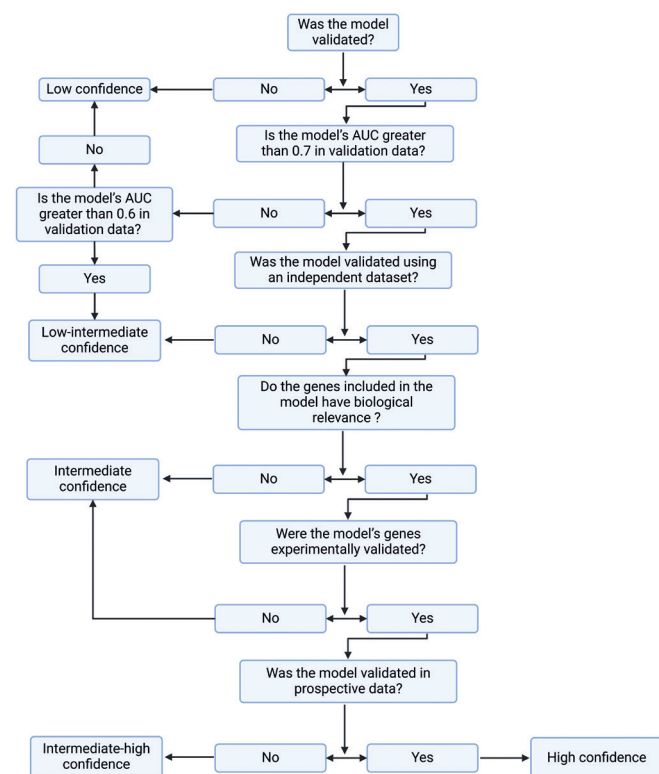 Was the model
validated?
Low confidence
No
Yes
No
Is the model's AUC greater
than 0.7 in validation data?
Is the model's AUC
greater than 0.6 in
validation data?
No
Yes
Yes
Was the model validated using
an independent dataset?
Low-intermediate
confidence
No
Yes
Do the genes included in the
model have biological
relevance ?
Intermediate
confidence
No
Yes
Were the model's genes
experimentally validated?
No
Yes
Was the model validated in
prospective data?
Intermediate-high
confidence
No
Yes
High confidence